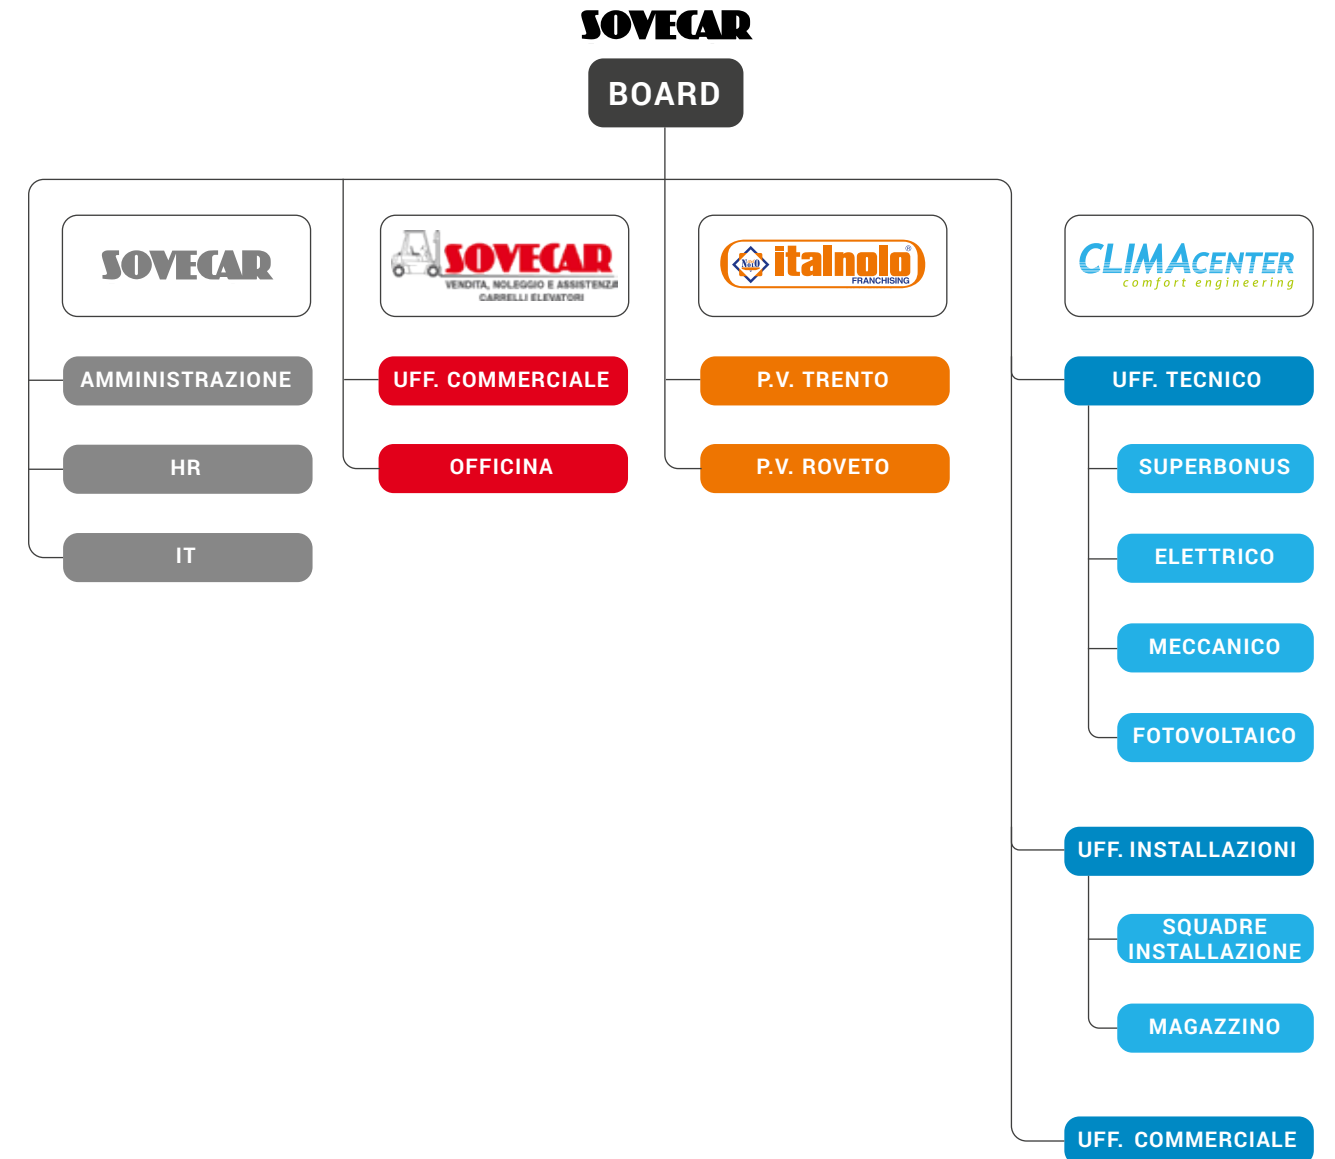 SOVECAR
BOARD
SOVECAR
AMMINISTRAZIONE
HR
IT
SOVECAR
VENDITA, NOLEGGIO E ASSISTENZA
CARRELLI ELEVATORI
UFF. COMMERCIALE
OFFICINA
NOLO
italnolo®
FRANCHISING
P.V. TRENTO
P.V. ROVETO
CLIMACENTER
comfort engineering
UFF. TECNICO
SUPERBONUS
ELETTRICO
MECCANICO
FOTOVOLTAICO
UFF. INSTALLAZIONI
SQUADRE
INSTALLAZIONE
MAGAZZINO
UFF. COMMERCIALE